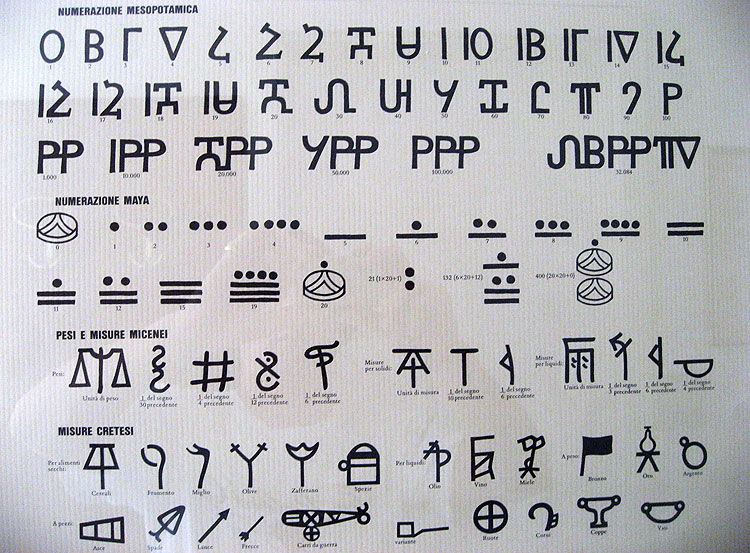 NUMERAZIONE MESOPOTAMICA
1 2 3 4 5 6 7 8 9 10 11 12 13 14 15
16 17 18 19 20 30 40 50 60 70 80 90 100
1.000 10.000 20.000 50.000 100.000 32.084
NUMERAZIONE MAYA
0 1 2 3 4 5 6 7 8 9 10
21 (1×20+1) 132 (6×20+12) 400 (20×20+0)
11 12 15 19 20
PESI E MISURE MICENEI
Pesi: Misure per solidi: Misure per liquidi:
Unità di peso 1/30 del segno precedente 1/4 del segno precedente 1/12 del segno precedente 1/6 del segno precedente Unità di misura 1/10 del segno precedente 1/6 del segno precedente Unità di misura 1/3 del segno precedente 1/6 del segno precedente 1/4 del segno precedente
MISURE CRETESI
Per alimenti secchi: Per liquidi: A peso:
Cereali Frumento Miglio Olive Zafferano Spezie Olio Vino Miele Bronzo Oro Argento
A pezzi: variante
Asce Spade Lance Frecce Carri da guerra Ruote Corni Coppe Vasi